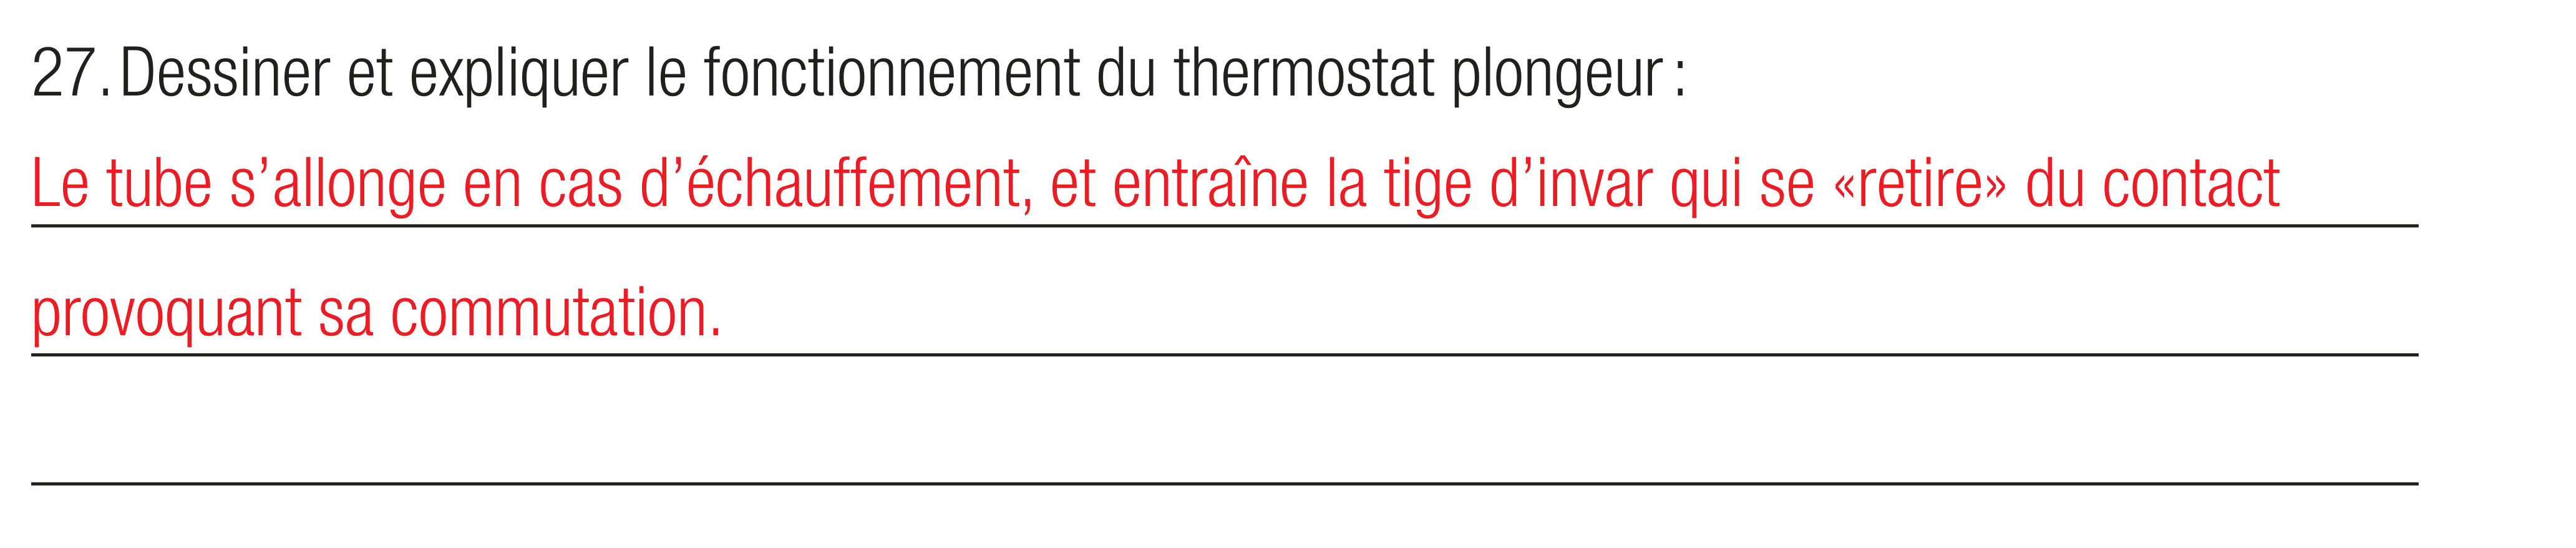 27. Dessiner et expliquer le fonctionnement du thermostat plongeur :
Le tube s’allonge en cas d’échauffement, et entraîne la tige d’invar qui se «retire» du contact
provoquant sa commutation.